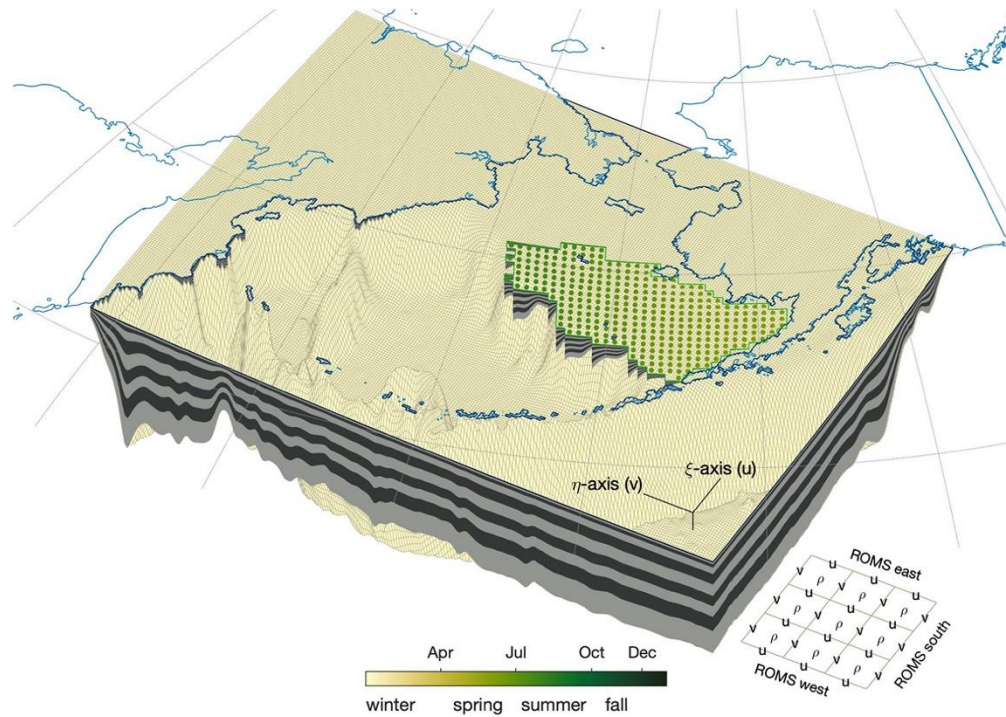 ξ-axis (u)
η-axis (v)
ROMS east
v u u u
ρ v ρ v ρ v
v u u u
ρ v ρ v ρ v
v u u u
ρ v ρ v ρ v
u u u
ROMS south
ROMS west
Apr Jul Oct Dec
winter spring summer fall